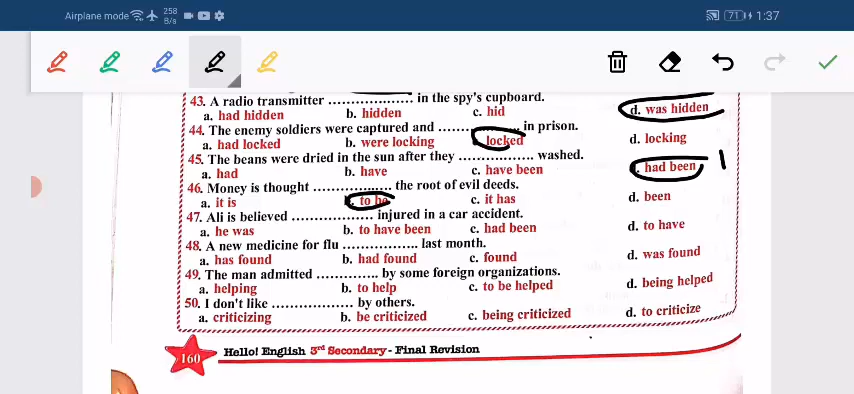 Airplane mode 258 B/s 71 1:37
43. A radio transmitter ................... in the spy's cupboard.
a. had hidden b. hidden c. hid d. was hidden
44. The enemy soldiers were captured and ................... in prison.
a. had locked b. were locking locked d. locking
45. The beans were dried in the sun after they ................. washed.
a. had b. have c. have been had been 1
46. Money is thought .................. the root of evil deeds.
a. it is b. to be c. it has d. been
47. Ali is believed ................... injured in a car accident.
a. he was b. to have been c. had been d. to have
48. A new medicine for flu ................. last month.
a. has found b. had found c. found d. was found
49. The man admitted .............. by some foreign organizations.
a. helping b. to help c. to be helped d. being helped
50. I don't like ................... by others.
a. criticizing b. be criticized c. being criticized d. to criticize
160 Hello! English 3rd Secondary - Final Revision